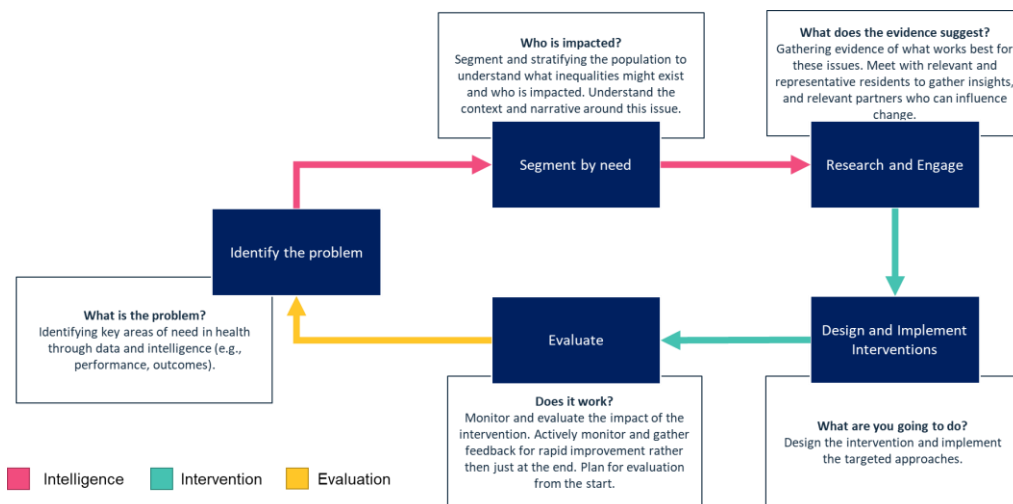 Who is impacted?
Segment and stratifying the population to
understand what inequalities might exist
and who is impacted. Understand the
context and narrative around this issue.
Segment by need
What does the evidence suggest?
Gathering evidence of what works best for
these issues. Meet with relevant and
representative residents to gather insights,
and relevant partners who can influence
change.
Research and Engage
Identify the problem
What is the problem?
Identifying key areas of need in health
through data and intelligence (e.g.,
performance, outcomes).
Evaluate
Does it work?
Monitor and evaluate the impact of the
intervention. Actively monitor and gather
feedback for rapid improvement rather
then just at the end. Plan for evaluation
from the start.
Design and Implement
Interventions
What are you going to do?
Design the intervention and implement
the targeted approaches.
Intelligence
Intervention
Evaluation